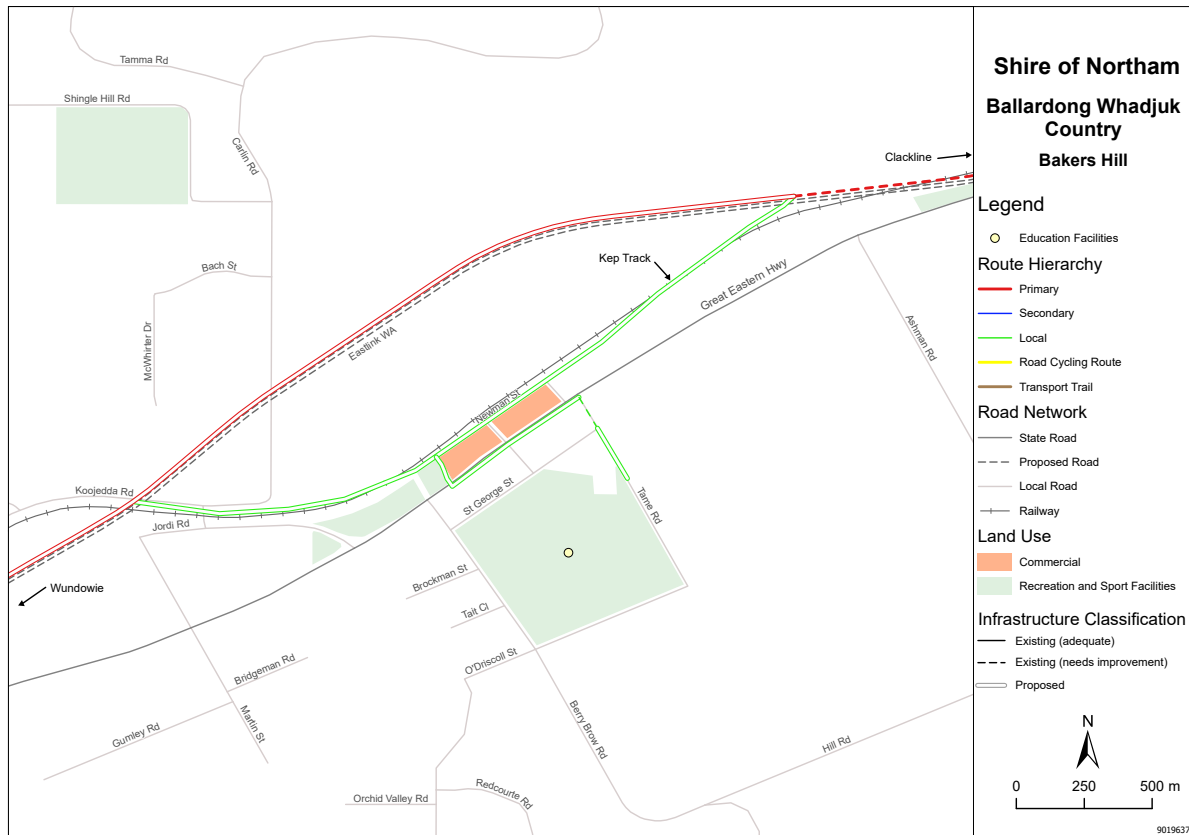 Tamma Rd
Shingle Hill Rd
Carlin Rd
Clackline
Bach St
Kep Track
Great Eastern Hwy
McWhirter Dr
Eastlink WA
Ashman Rd
Newman St
Koojedda Rd
Jordi Rd
St George St
Tame Rd
Wundowie
Brockman St
Tait Cl
O'Driscoll St
Bridgeman Rd
Gumley Rd
Martin St
Berry Brow Rd
Hill Rd
Orchid Valley Rd
Redcourte Rd
Shire of Northam
Ballardong Whadjuk
Country
Bakers Hill
Legend
Education Facilities
Route Hierarchy
Primary
Secondary
Local
Road Cycling Route
Transport Trail
Road Network
State Road
Proposed Road
Local Road
Railway
Land Use
Commercial
Recreation and Sport Facilities
Infrastructure Classification
Existing (adequate)
Existing (needs improvement)
Proposed
N
0 250 500 m
9019637